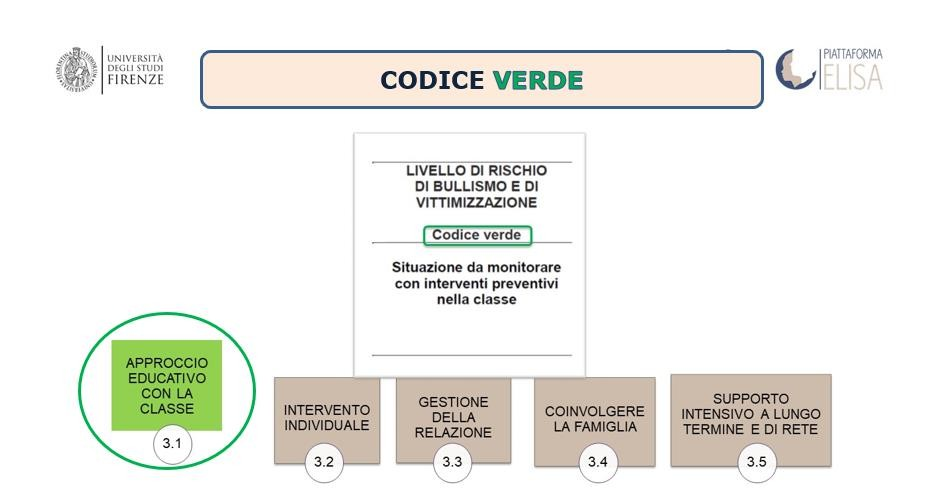 UNIVERSITÀ
DEGLI STUDI
FIRENZE
CODICE VERDE
PIATTAFORMA
ELISA
LIVELLO DI RISCHIO
DI BULLISMO E DI
VITTIMIZZAZIONE
Codice verde
Situazione da monitorare
con interventi preventivi
nella classe
APPROCCIO
EDUCATIVO
CON LA
CLASSE
3.1
INTERVENTO
INDIVIDUALE
3.2
GESTIONE
DELLA
RELAZIONE
3.3
COINVOLGERE
LA FAMIGLIA
3.4
SUPPORTO
INTENSIVO A LUNGO
TERMINE E DI RETE
3.5